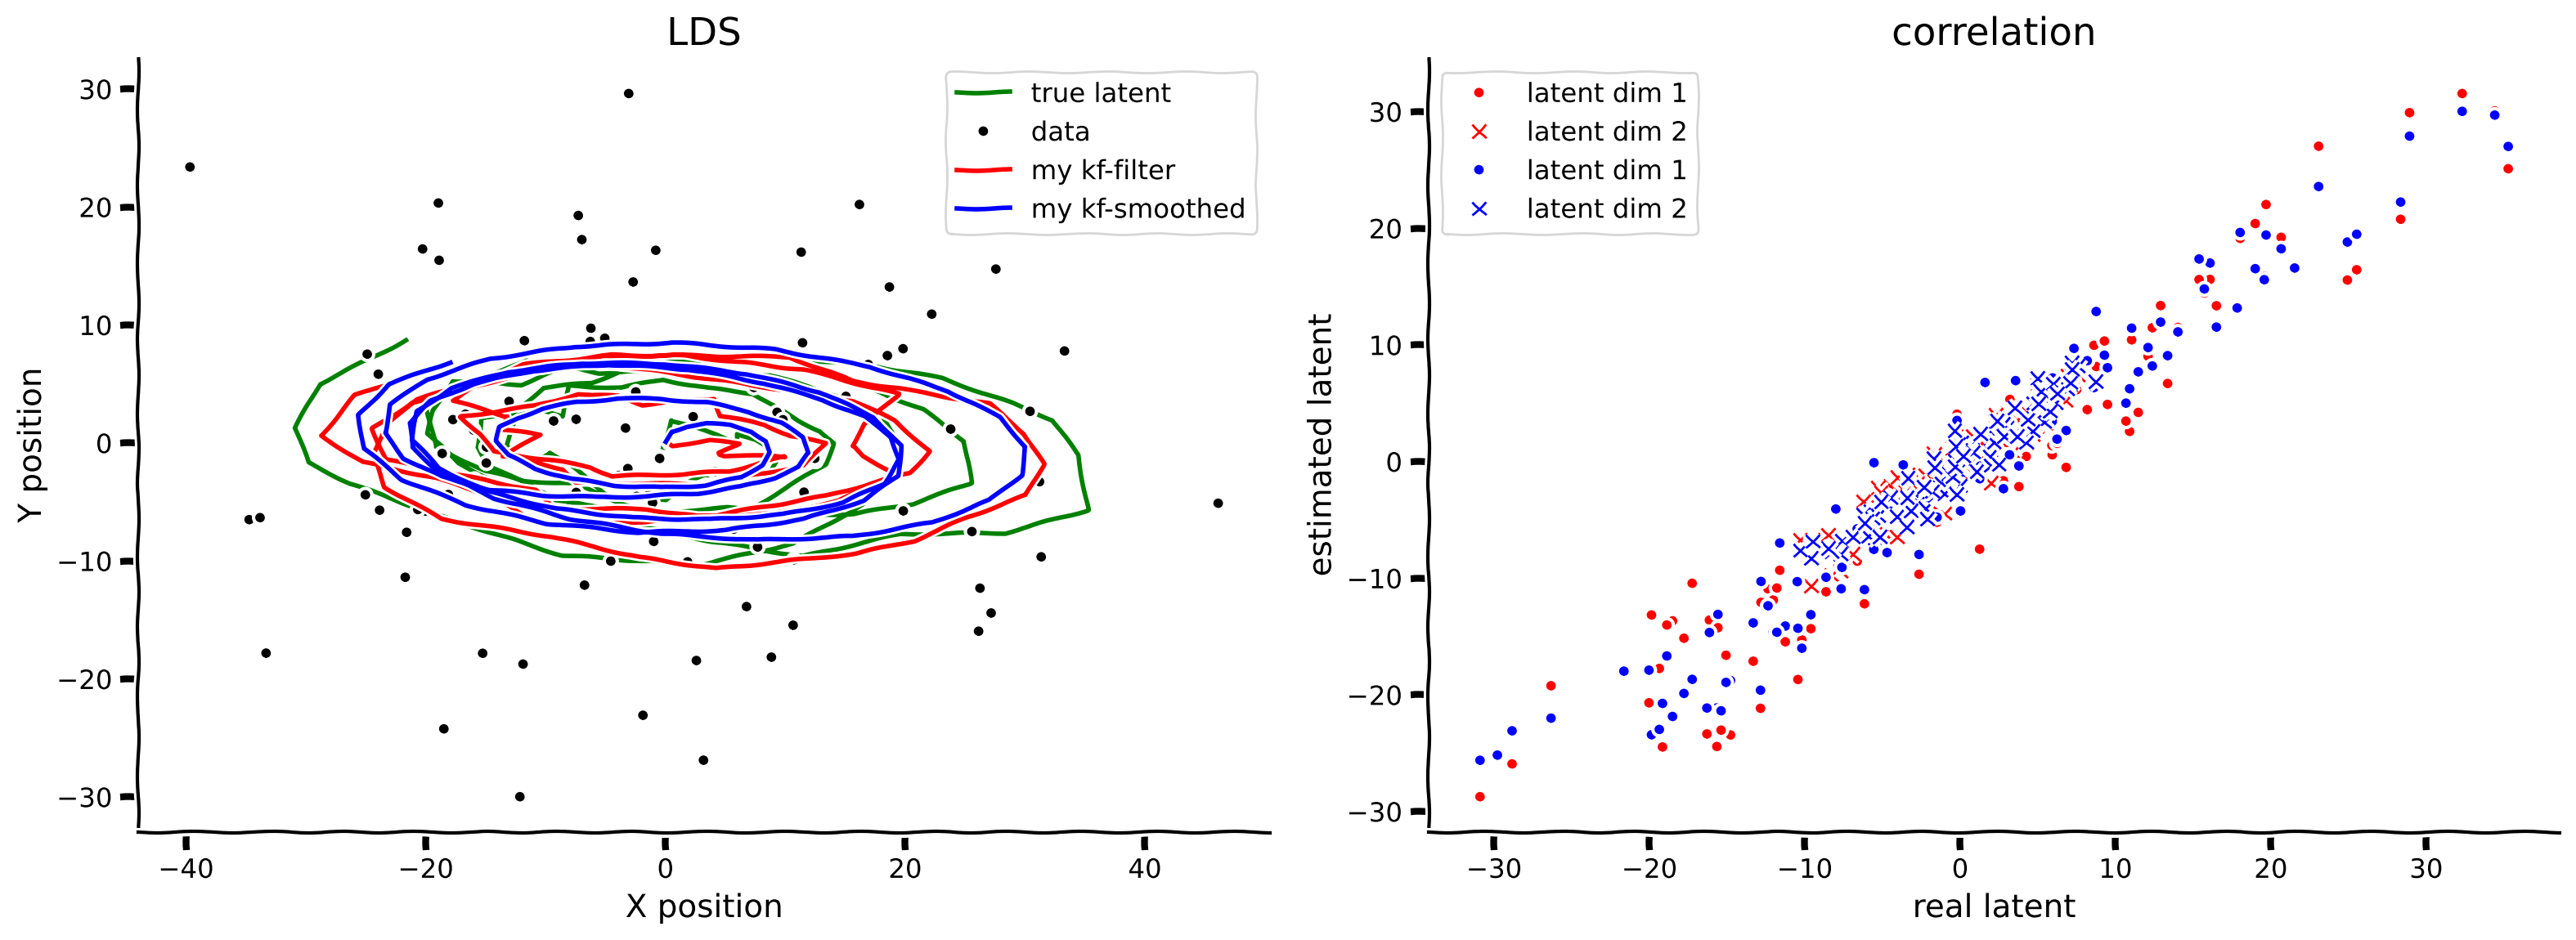 LDS
30
20
10
0
−10
−20
−30
Y position
−40
−20
0
20
40
X position
true latent
data
my kf-filter
my kf-smoothed
correlation
30
20
10
0
−10
−20
−30
estimated latent
−30
−20
−10
0
10
20
30
real latent
latent dim 1
latent dim 2
latent dim 1
latent dim 2